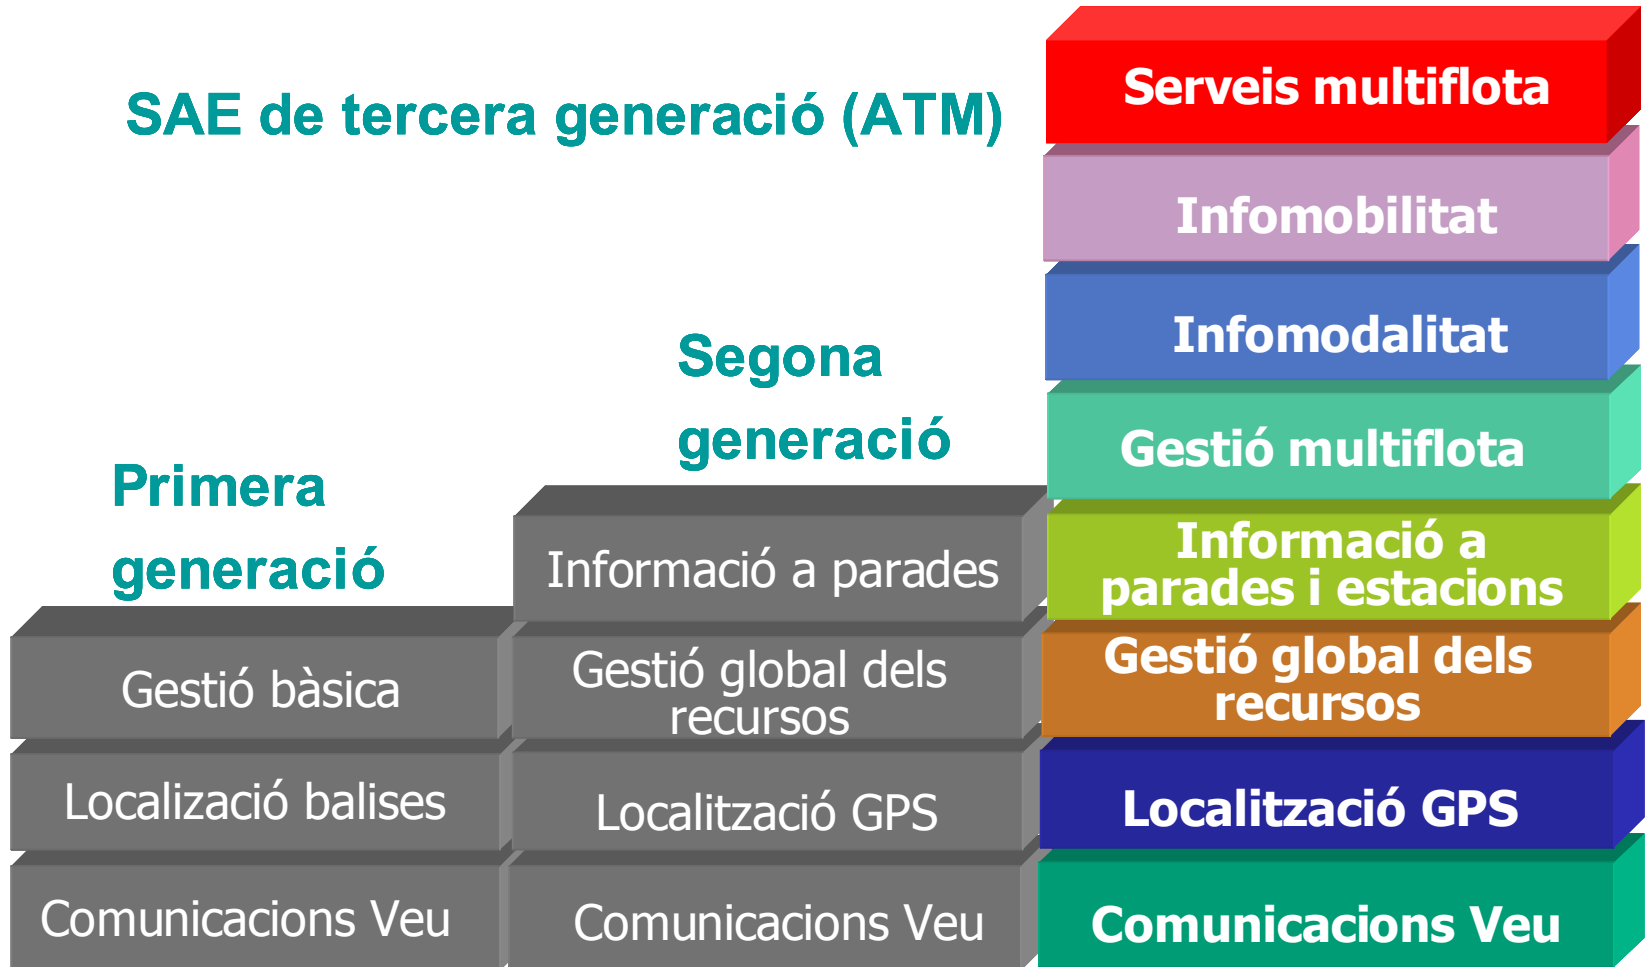 SAE de tercera generació (ATM)
Primera
generació
Gestió bàsica
Localizació balises
Comunicacions Veu
Segona
generació
Informació a parades
Gestió global dels
recursos
Localització GPS
Comunicacions Veu
Serveis multiflota
Infomobilitat
Infomodalitat
Gestió multiflota
Informació a
parades i estacions
Gestió global dels
recursos
Localització GPS
Comunicacions Veu